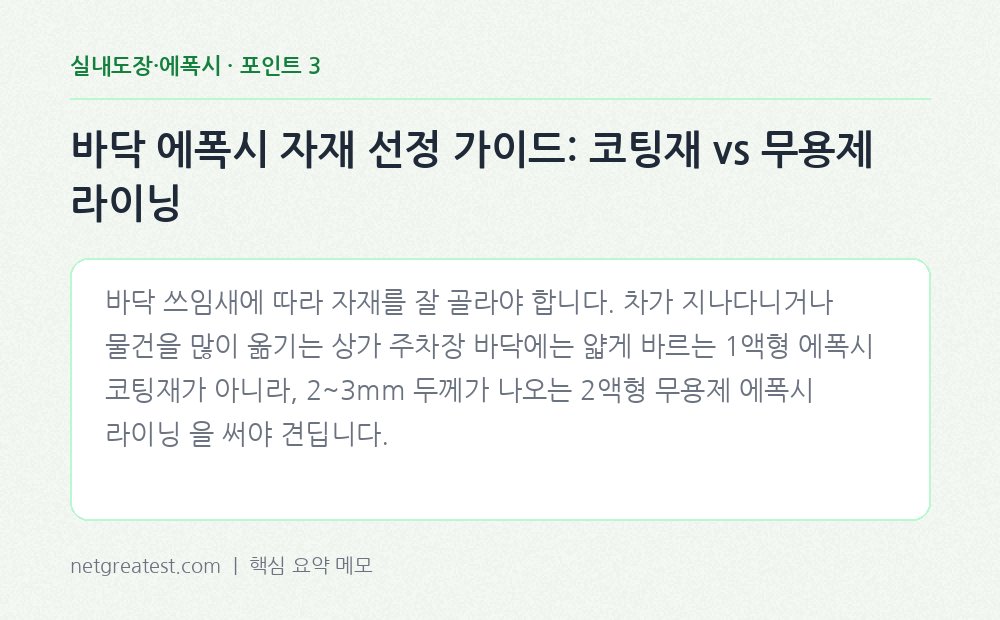 실내도장·에폭시 · 포인트 3
바닥 에폭시 자재 선정 가이드: 코팅재 vs 무용제
라이닝
바닥 쓰임새에 따라 자재를 잘 골라야 합니다. 차가 지나다니거나
물건을 많이 옮기는 상가 주차장 바닥에는 얇게 바르는 1액형 에폭시
코팅재가 아니라, 2~3mm 두께가 나오는 2액형 무용제 에폭시
라이닝 을 써야 견딥니다.
netgreatest.com | 핵심 요약 메모